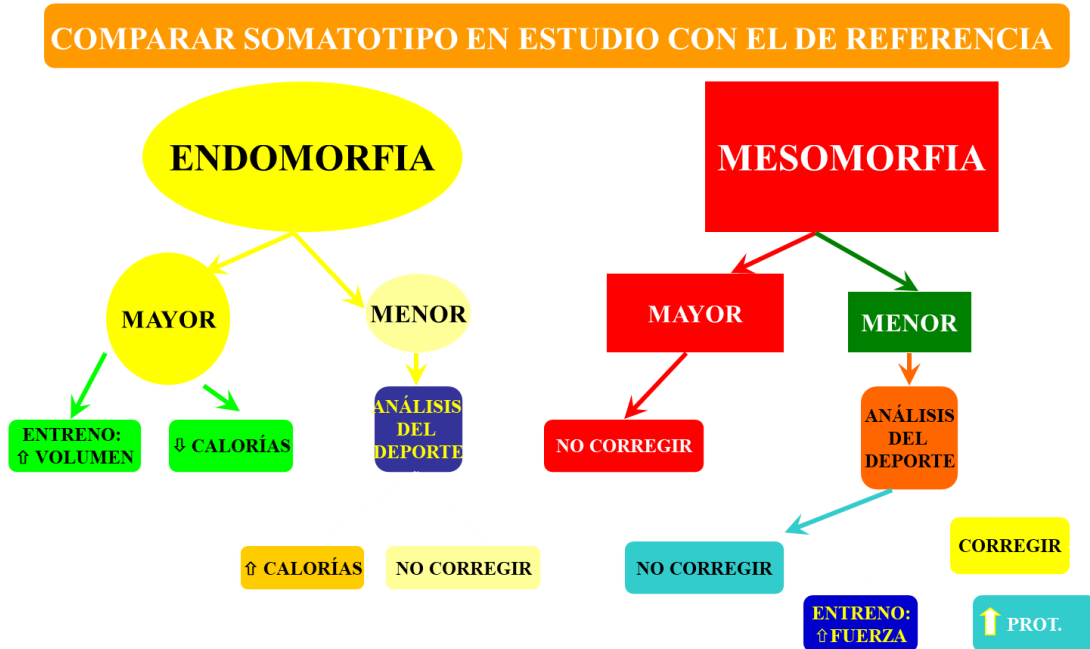 COMPARAR SOMATOTIPO EN ESTUDIO CON EL DE REFERENCIA
ENDOMORFIA
MESOMORFIA
MAYOR
MENOR
MAYOR
MENOR
ENTRENO:
⇧ VOLUMEN
⇩ CALORÍAS
ANÁLISIS
DEL
DEPORTE
NO CORREGIR
ANÁLISIS
DEL
DEPORTE
⇧ CALORÍAS
NO CORREGIR
NO CORREGIR
CORREGIR
ENTRENO:
⇧FUERZA
⬆ PROT.